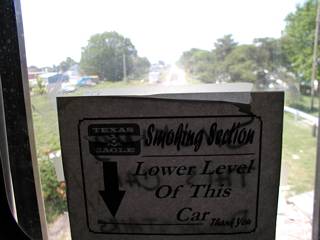 TEXAS
EAGLE
Smoking Section
Lower Level
Of This
Car
Thank You